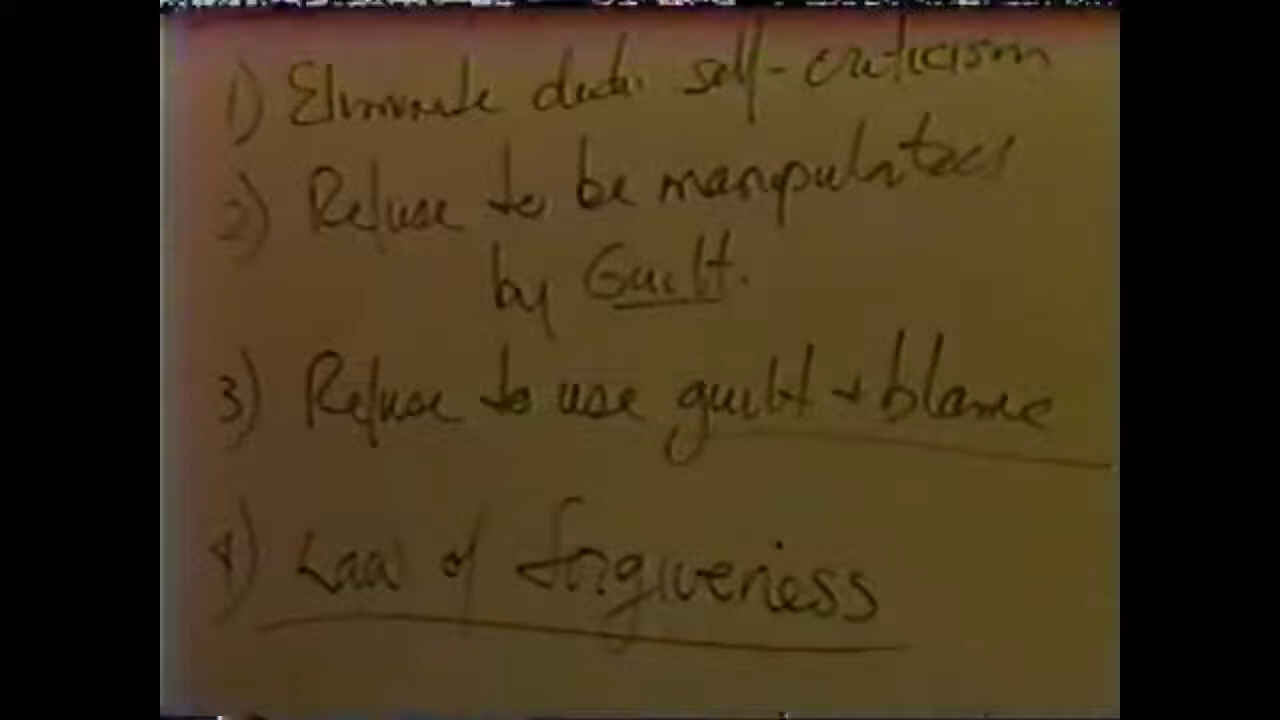 1) Eliminate self-criticism
2) Refuse to be manipulated
by Guilt.
3) Refuse to use guilt + blame
4) Law of forgiveness